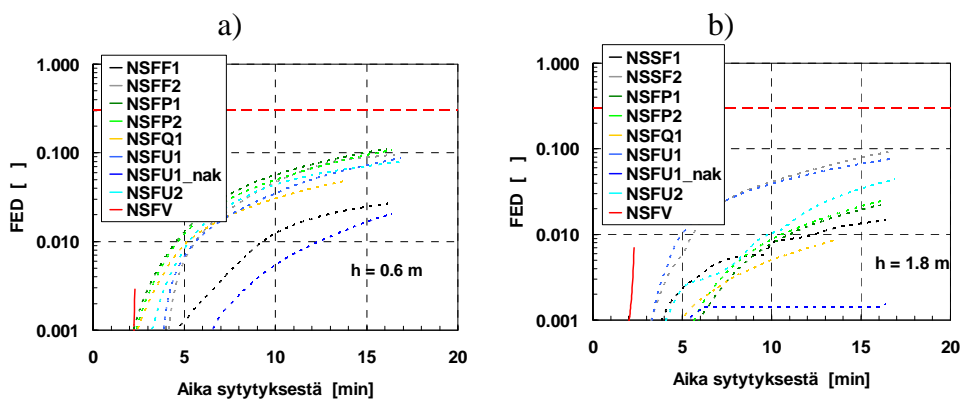 a)
FED [ ]
1.000
0.100
0.010
0.001
NSFF1
NSFF2
NSFP1
NSFP2
NSFQ1
NSFU1
NSFU1_nak
NSFU2
NSFV
h = 0.6 m
0 5 10 15 20
Aika sytytyksestä [min]
b)
FED [ ]
1.000
0.100
0.010
0.001
NSSF1
NSSF2
NSFP1
NSFP2
NSFQ1
NSFU1
NSFU1_nak
NSFU2
NSFV
h = 1.8 m
0 5 10 15 20
Aika sytytyksestä [min]